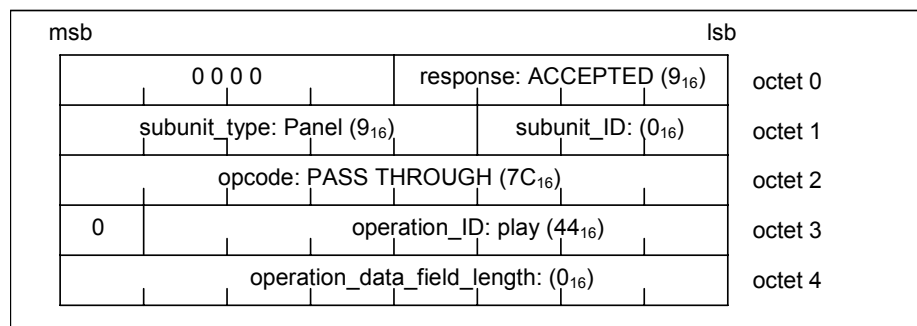 msb lsb
0 0 0 0 response: ACCEPTED (9₁₆) octet 0
subunit_type: Panel (9₁₆) subunit_ID: (0₁₆) octet 1
opcode: PASS THROUGH (7C₁₆) octet 2
0 operation_ID: play (44₁₆) octet 3
operation_data_field_length: (0₁₆) octet 4